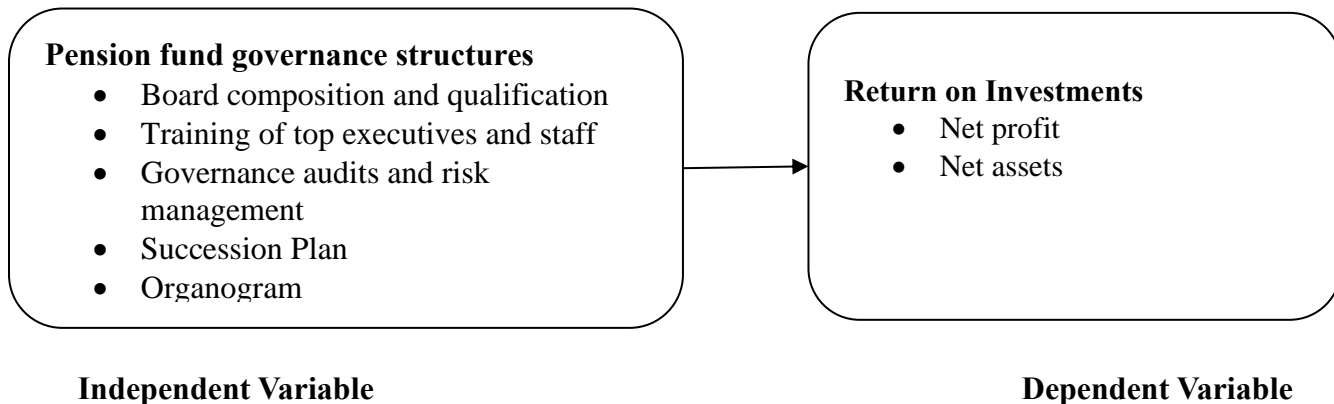 Pension fund governance structures
• Board composition and qualification
• Training of top executives and staff
• Governance audits and risk
management
• Succession Plan
• Organogram
Return on Investments
• Net profit
• Net assets
Independent Variable
Dependent Variable